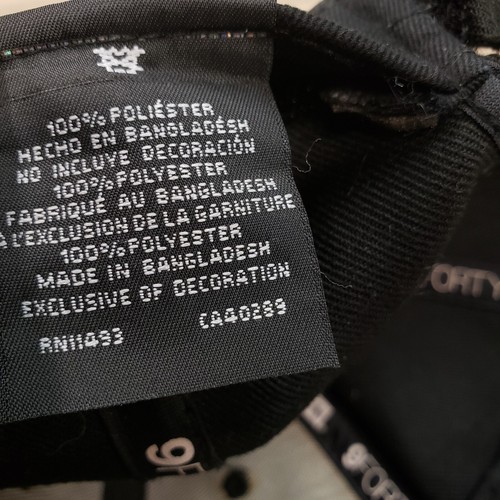 100% POLIÉSTER
HECHO EN BANGLADÉSH
NO INCLUYE DECORACIÓN
100% POLYESTER
FABRIQUÉ AU BANGLADESH
À L'EXCLUSION DE LA GARNITURE
100% POLYESTER
MADE IN BANGLADESH
EXCLUSIVE OF DECORATION
RN11493 CA40289
9FORTY